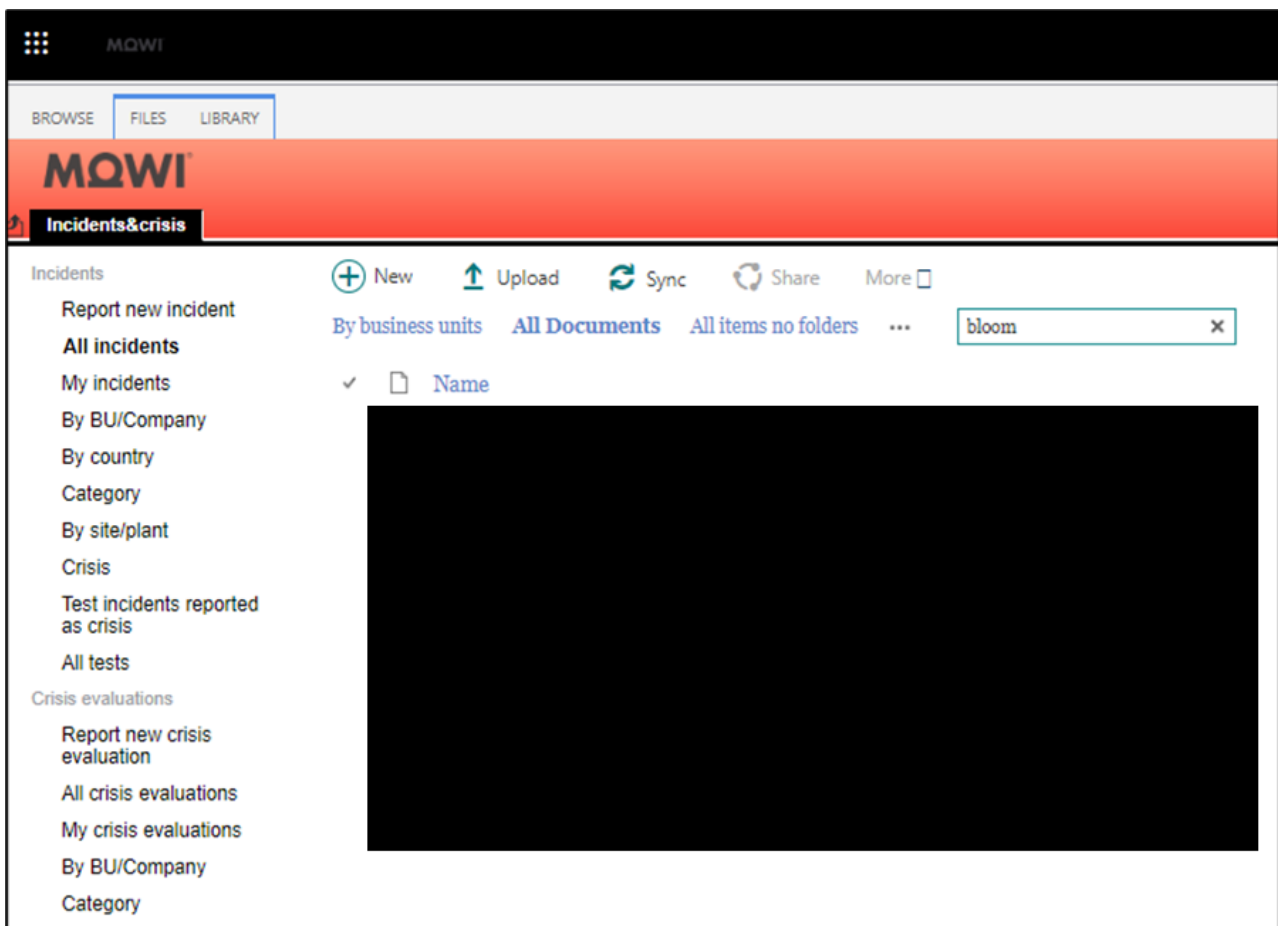 MOWI
BROWSE FILES LIBRARY
MOWI
Incidents&crisis
Incidents
Report new incident
All incidents
My incidents
By BU/Company
By country
Category
By site/plant
Crisis
Test incidents reported
as crisis
All tests
Crisis evaluations
Report new crisis
evaluation
All crisis evaluations
My crisis evaluations
By BU/Company
Category
New Upload Sync Share More
By business units All Documents All items no folders ... bloom
Name